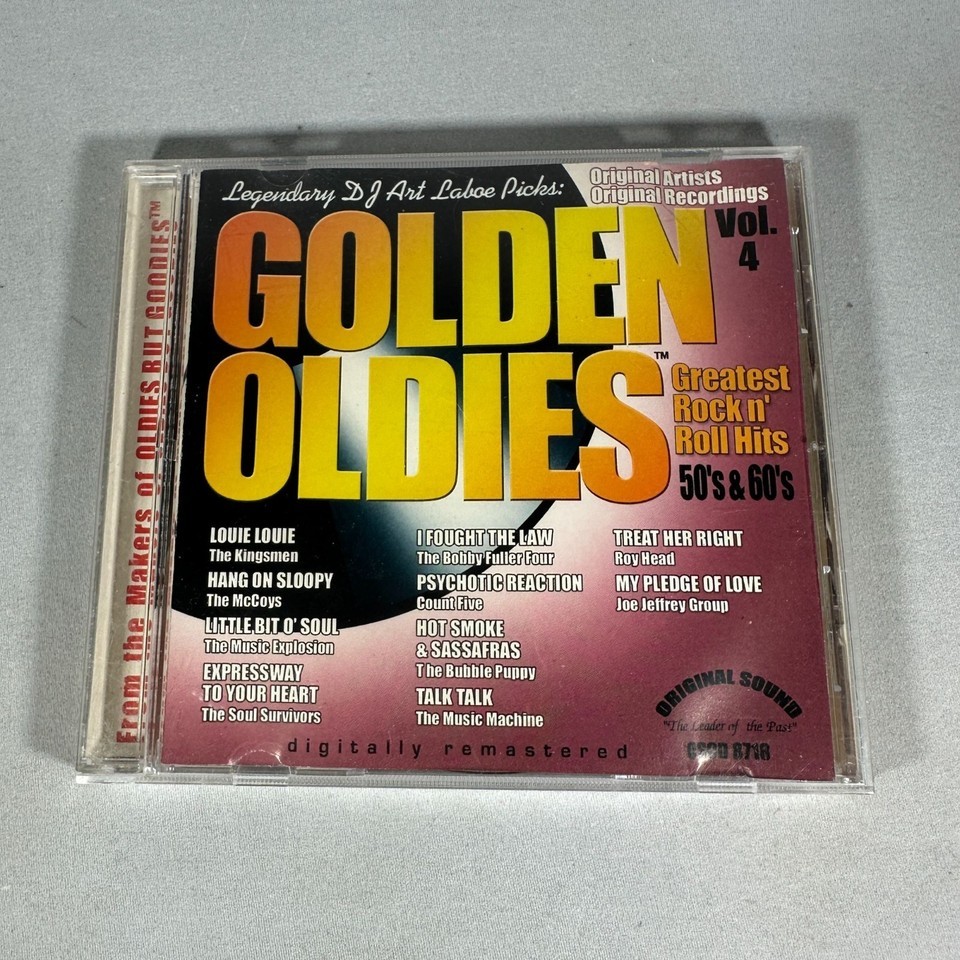 From the Makers of OLDIES BUT GOODIES™
Legendary DJ Art Laboe Picks:
Original Artists
Original Recordings
GOLDEN
Vol.
4
OLDIES™
Greatest
Rock n'
Roll Hits
50's & 60's
LOUIE LOUIE
The Kingsmen
HANG ON SLOOPY
The McCoys
LITTLE BIT O' SOUL
The Music Explosion
EXPRESSWAY
TO YOUR HEART
The Soul Survivors
I FOUGHT THE LAW
The Bobby Fuller Four
PSYCHOTIC REACTION
Count Five
HOT SMOKE
& SASSAFRAS
The Bubble Puppy
TALK TALK
The Music Machine
TREAT HER RIGHT
Roy Head
MY PLEDGE OF LOVE
Joe Jeffrey Group
ORIGINAL SOUND
"The Leader of the Past"
8718
digitally remastered